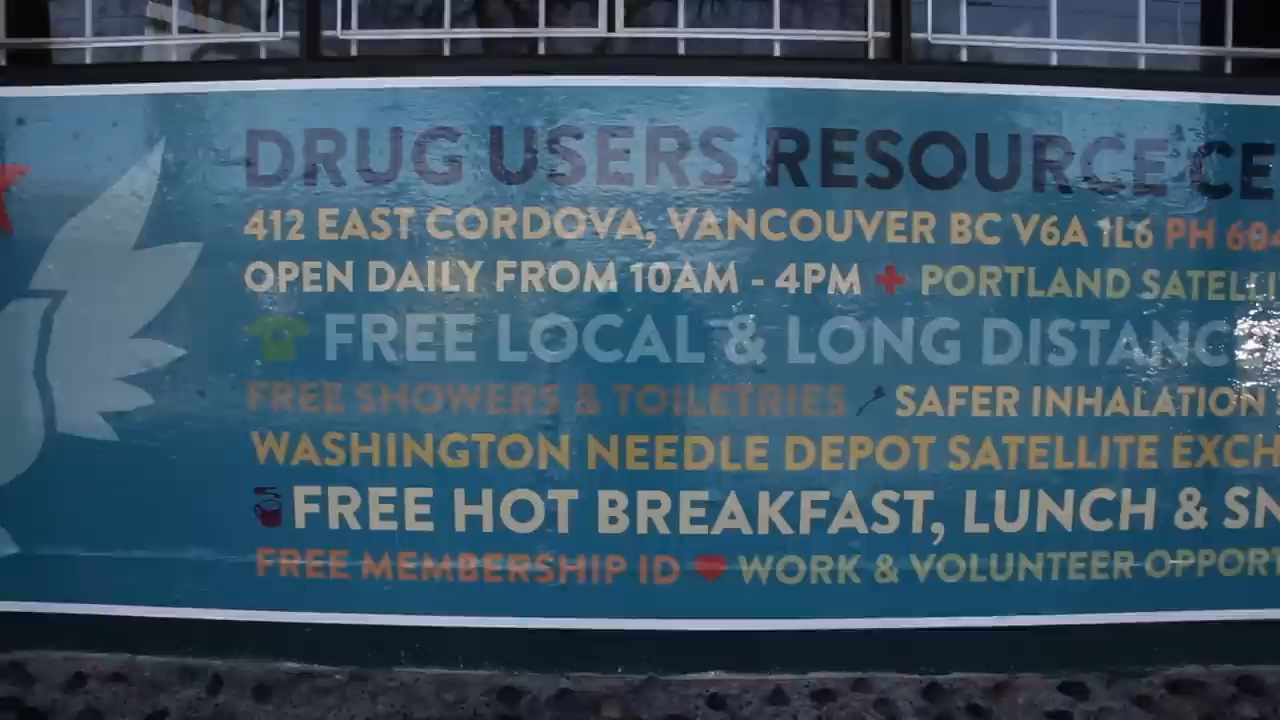 DRUG USERS RESOURCE CE
412 EAST CORDOVA, VANCOUVER BC V6A 1L6 PH 604
OPEN DAILY FROM 10AM - 4PM + PORTLAND SATELLI
FREE LOCAL & LONG DISTANC
FREE SHOWERS & TOILETRIES SAFER INHALATION
WASHINGTON NEEDLE DEPOT SATELLITE EXCH
FREE HOT BREAKFAST, LUNCH & SN
FREE MEMBERSHIP ID ♥ WORK & VOLUNTEER OPPORT